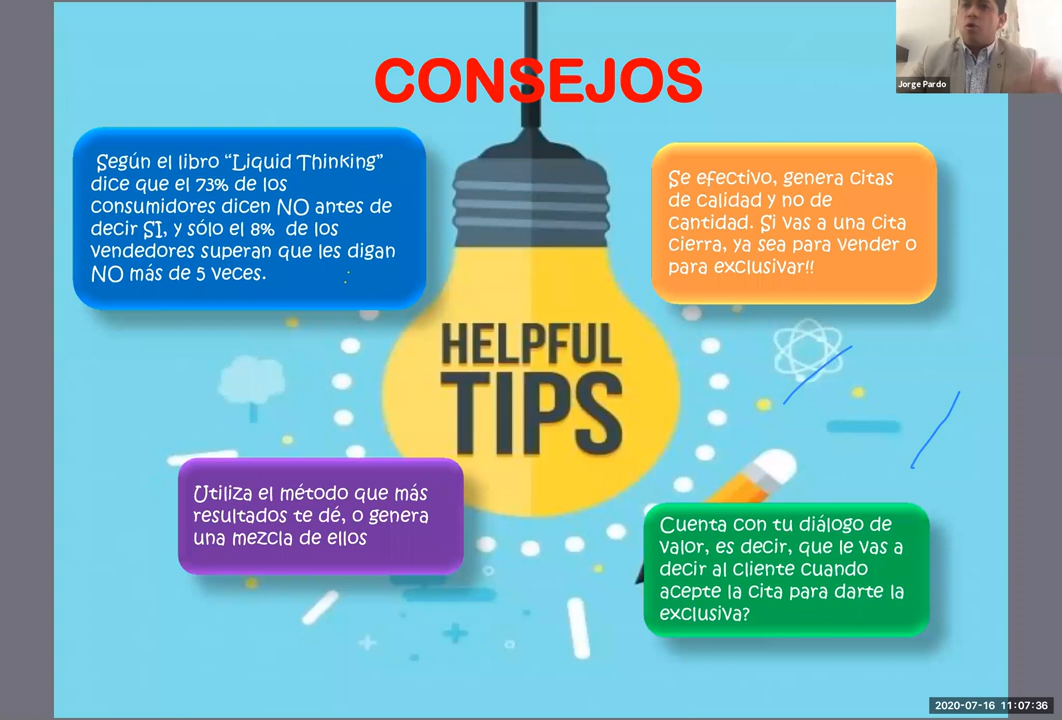 CONSEJOS
Jorge Pardo
Según el libro “Liquid Thinking”
dice que el 73% de los
consumidores dicen NO antes de
decir SI, y sólo el 8% de los
vendedores superan que les digan
NO más de 5 veces.
Se efectivo, genera citas
de calidad y no de
cantidad. Si vas a una cita
cierra, ya sea para vender o
para exclusivar!!
HELPFUL
TIPS
Utiliza el método que más
resultados te dé, o genera
una mezcla de ellos
Cuenta con tu diálogo de
valor, es decir, que le vas a
decir al cliente cuando
acepte la cita para darte la
exclusiva?
2020-07-16 11:07:36